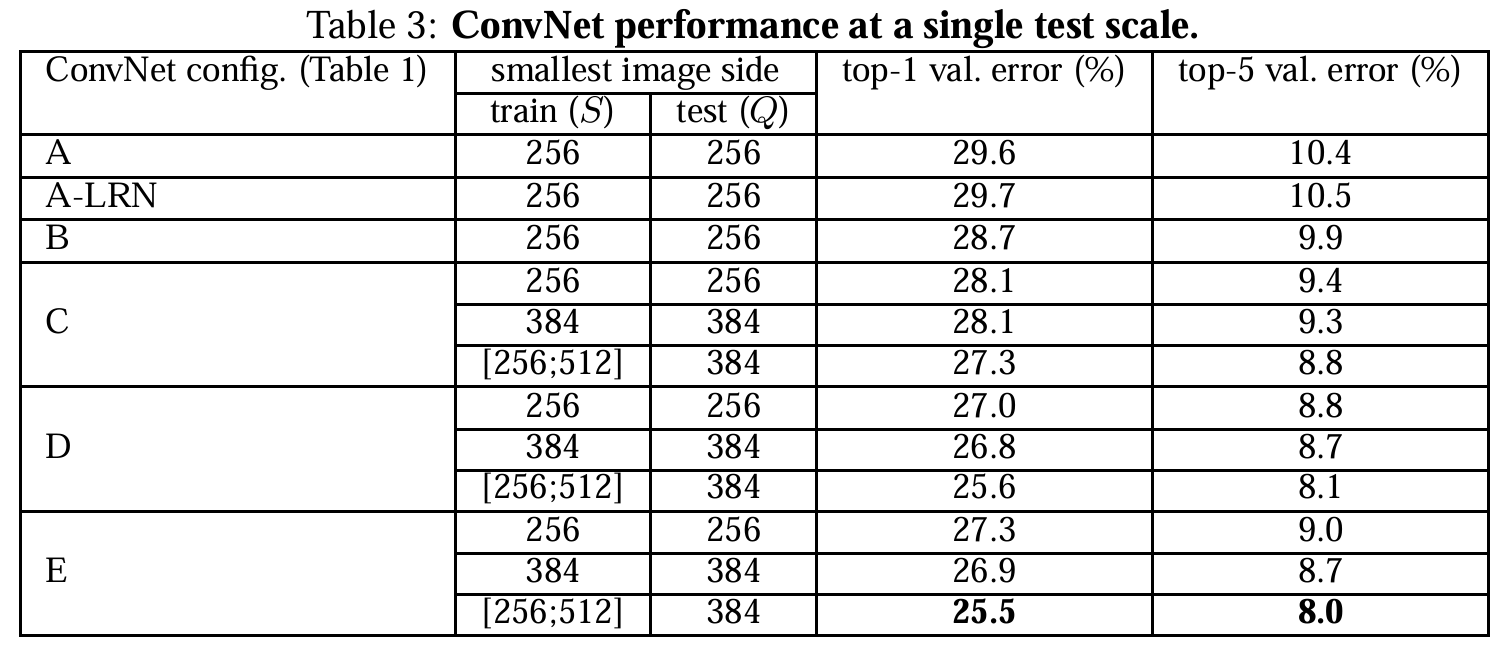 Table 3: ConvNet performance at a single test scale.
ConvNet config. (Table 1) smallest image side top-1 val. error (%) top-5 val. error (%)
train (S) test (Q)
A 256 256 29.6 10.4
A-LRN 256 256 29.7 10.5
B 256 256 28.7 9.9
256 256 28.1 9.4
C 384 384 28.1 9.3
[256;512] 384 27.3 8.8
256 256 27.0 8.8
D 384 384 26.8 8.7
[256;512] 384 25.6 8.1
256 256 27.3 9.0
E 384 384 26.9 8.7
[256;512] 384 25.5 8.0